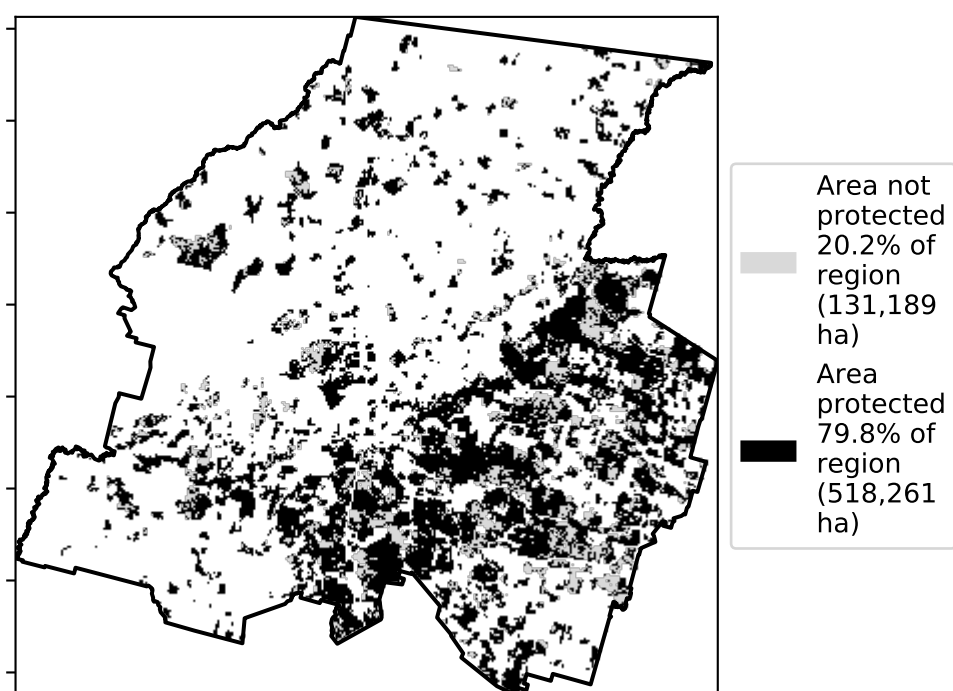 Area not
protected
20.2% of
region
(131,189
ha)
Area
protected
79.8% of
region
(518,261
ha)